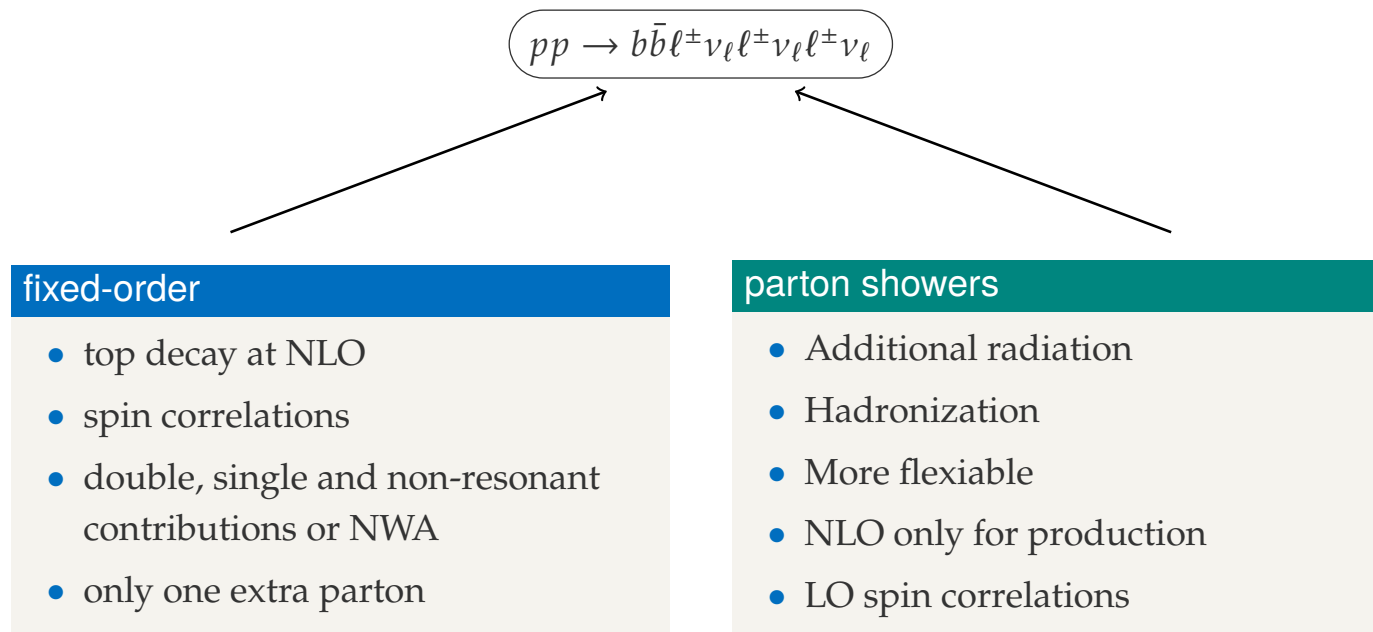 pp → bb̄ℓ±νℓℓ±νℓℓ±νℓ
fixed-order
• top decay at NLO
• spin correlations
• double, single and non-resonant
contributions or NWA
• only one extra parton
parton showers
• Additional radiation
• Hadronization
• More flexiable
• NLO only for production
• LO spin correlations